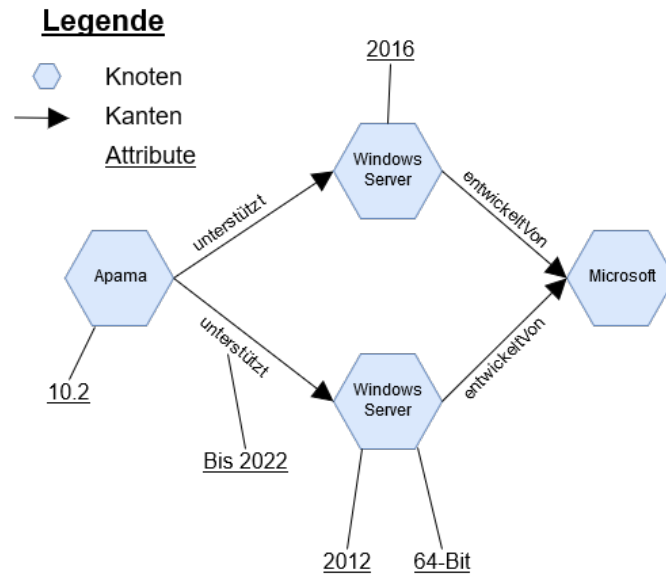 Legende
Knoten
Kanten
Attribute
2016
Windows
Server
unterstützt
entwickeltVon
Apama
Microsoft
10.2
unterstützt
Windows
Server
entwickeltVon
Bis 2022
2012
64-Bit